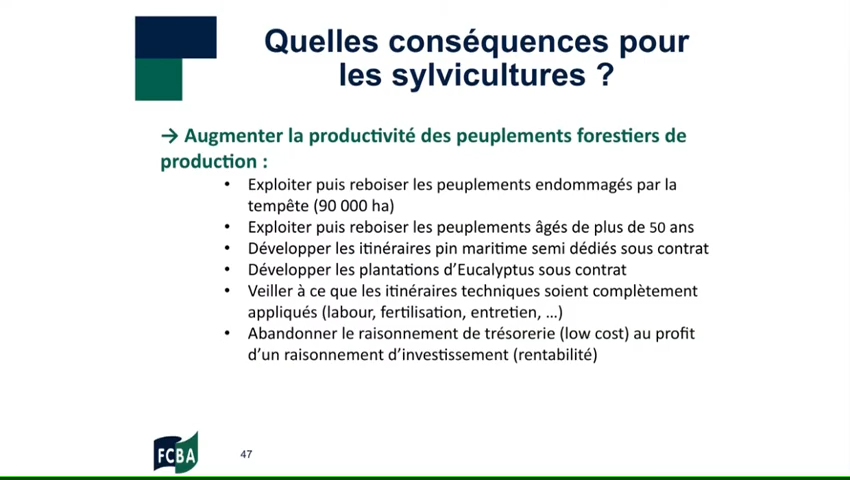 Quelles conséquences pour
les sylvicultures ?
→ Augmenter la productivité des peuplements forestiers de
production :
• Exploiter puis reboiser les peuplements endommagés par la
tempête (90 000 ha)
• Exploiter puis reboiser les peuplements âgés de plus de 50 ans
• Développer les itinéraires pin maritime semi dédiés sous contrat
• Développer les plantations d’Eucalyptus sous contrat
• Veiller à ce que les itinéraires techniques soient complètement
appliqués (labour, fertilisation, entretien, …)
• Abandonner le raisonnement de trésorerie (low cost) au profit
d’un raisonnement d’investissement (rentabilité)
FCBA
47